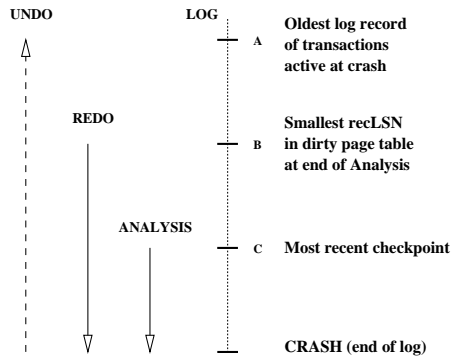 UNDO
LOG
A
Oldest log record
of transactions
active at crash
REDO
B
Smallest recLSN
in dirty page table
at end of Analysis
ANALYSIS
C
Most recent checkpoint
CRASH (end of log)